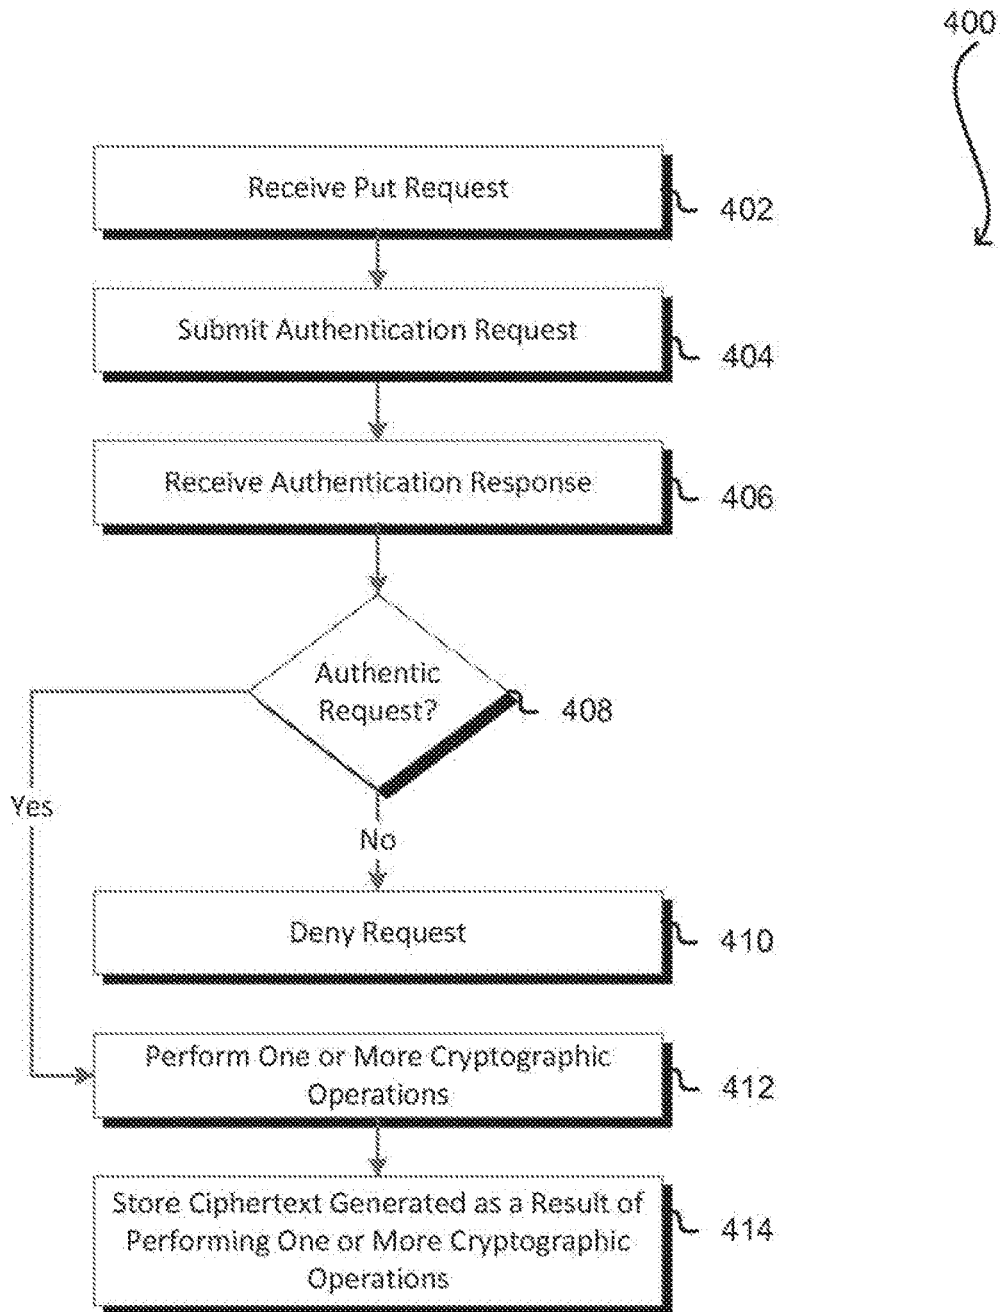 400
Receive Put Request
402
Submit Authentication Request
404
Receive Authentication Response
406
Authentic
Request?
408
Yes
No
Deny Request
410
Perform One or More Cryptographic
Operations
412
Store Ciphertext Generated as a Result of
Performing One or More Cryptographic
Operations
414